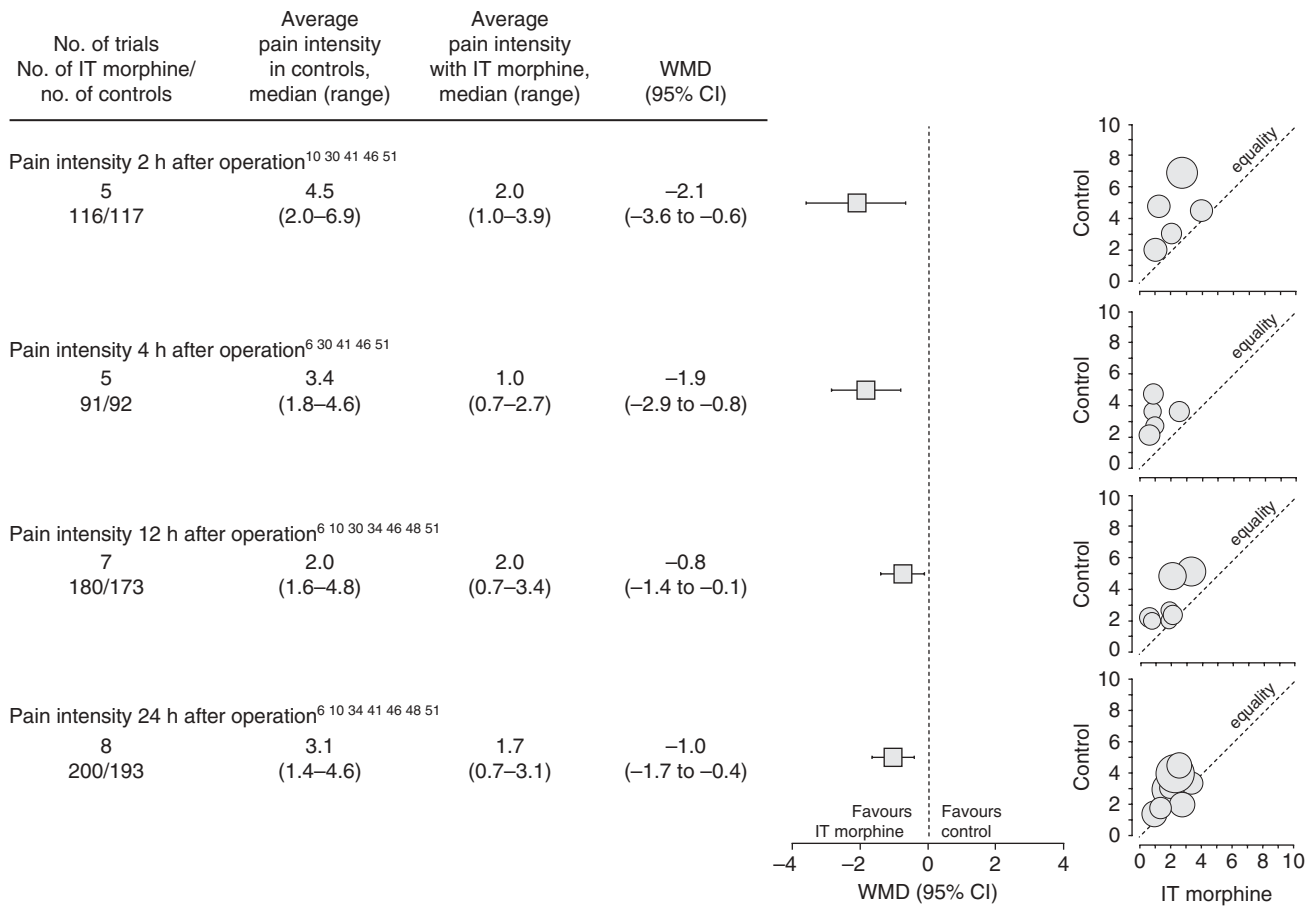 No. of trials
No. of IT morphine/
no. of controls
Average
pain intensity
in controls,
median (range)
Average
pain intensity
with IT morphine,
median (range)
WMD
(95% CI)
Pain intensity 2 h after operation10 30 41 46 51
5 4.5 2.0 –2.1
116/117 (2.0–6.9) (1.0–3.9) (–3.6 to –0.6)
Pain intensity 4 h after operation6 30 41 46 51
5 3.4 1.0 –1.9
91/92 (1.8–4.6) (0.7–2.7) (–2.9 to –0.8)
Pain intensity 12 h after operation6 10 30 34 46 48 51
7 2.0 2.0 –0.8
180/173 (1.6–4.8) (0.7–3.4) (–1.4 to –0.1)
Pain intensity 24 h after operation6 10 34 41 46 48 51
8 3.1 1.7 –1.0
200/193 (1.4–4.6) (0.7–3.1) (–1.7 to –0.4)
Favours
IT morphine
Favours
control
–4 –2 0 2 4
WMD (95% CI)
10
8
6
4
2
0
Control
equality
10
8
6
4
2
0
Control
equality
10
8
6
4
2
0
Control
equality
10
8
6
4
2
0
Control
equality
0 2 4 6 8 10
IT morphine